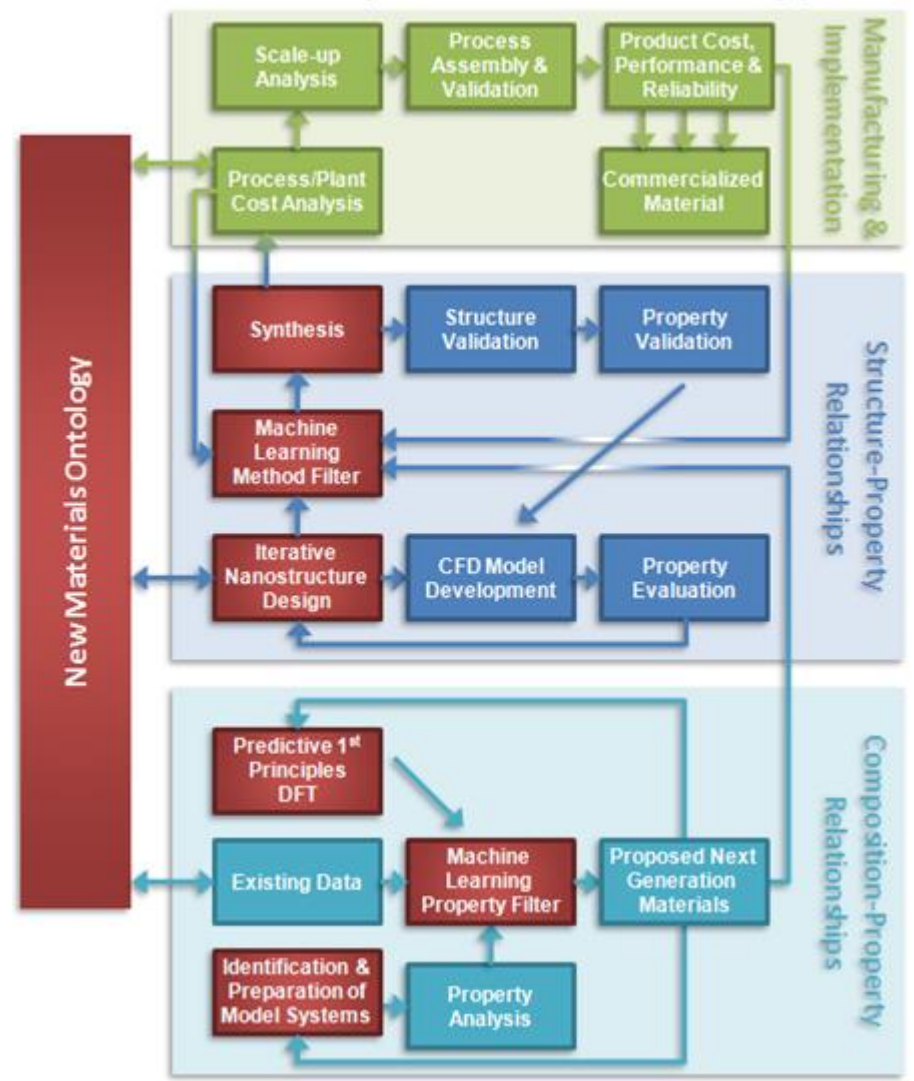 Scale-up
Analysis
Process
Assembly &
Validation
Product Cost,
Performance &
Reliability
Manufacturing &
Implementation
Process/Plant
Cost Analysis
Commercialized
Material
New Materials Ontology
Synthesis
Structure
Validation
Property
Validation
Structure-Property
Relationships
Machine
Learning
Method Filter
Iterative
Nanostructure
Design
CFD Model
Development
Property
Evaluation
Predictive 1st
Principles
DFT
Composition-Property
Relationships
Existing Data
Machine
Learning
Property Filter
Proposed Next
Generation
Materials
Identification &
Preparation of
Model Systems
Property
Analysis